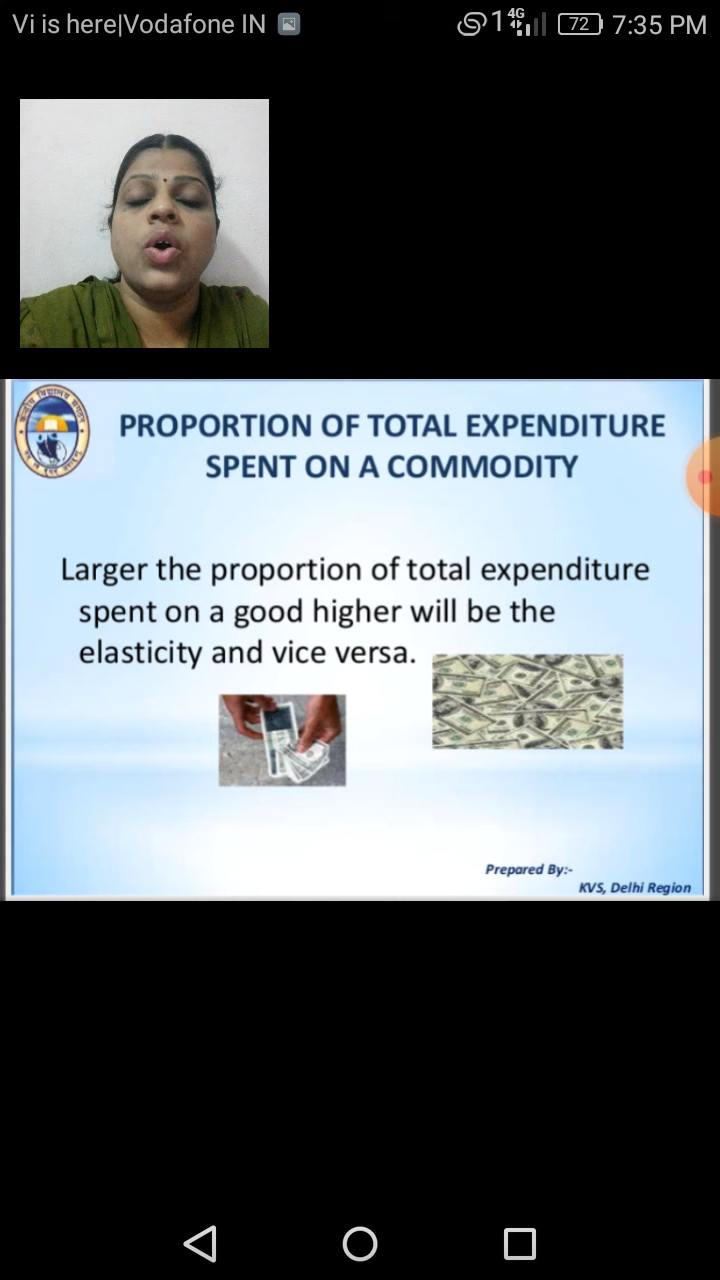 Vi is here|Vodafone IN 1 4G 72 7:35 PM
PROPORTION OF TOTAL EXPENDITURE
SPENT ON A COMMODITY
Larger the proportion of total expenditure
spent on a good higher will be the
elasticity and vice versa.
Prepared By:-
KVS, Delhi Region